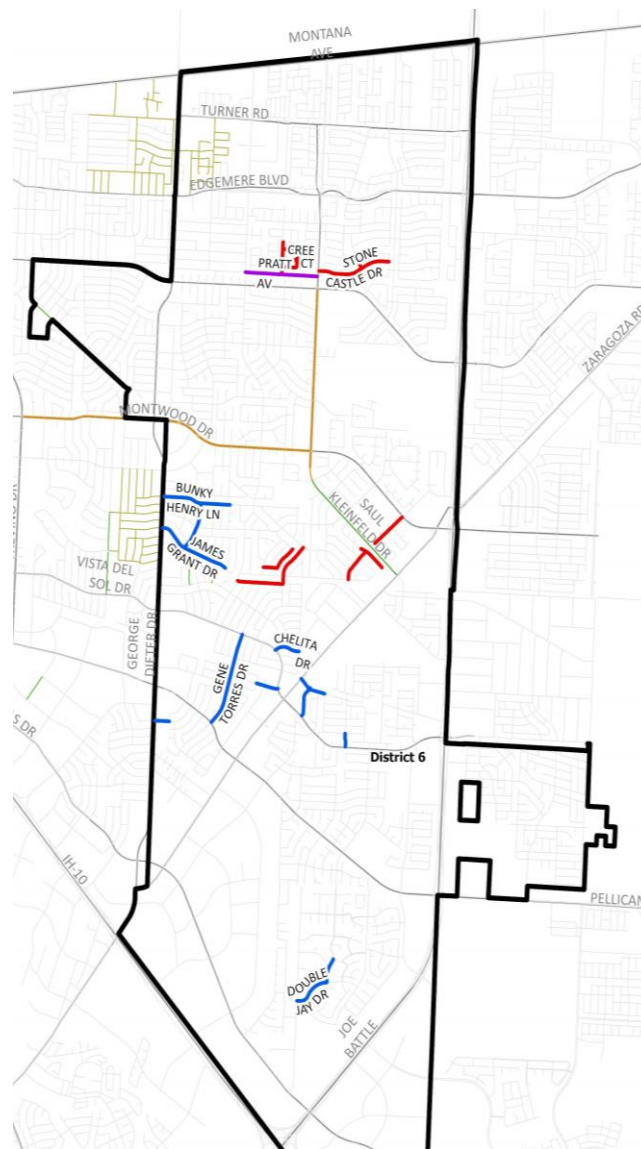 MONTANA
AVE
TURNER RD
EDGEMERE BLVD
CREE
PRATT CT
STONE
CASTLE DR
AV
ZARAGOZA RD
MONTWOOD DR
BUNKY
HENRY LN
SAUL
KLEINFELD DR
JAMES
GRANT DR
VISTA DEL
SOL DR
GEORGE
DIETER DR
CHELITA
DR
GENE
TORRES DR
S DR
District 6
IH-10
PELLICAN
DOUBLE
JAY DR
JOE
BATTLE